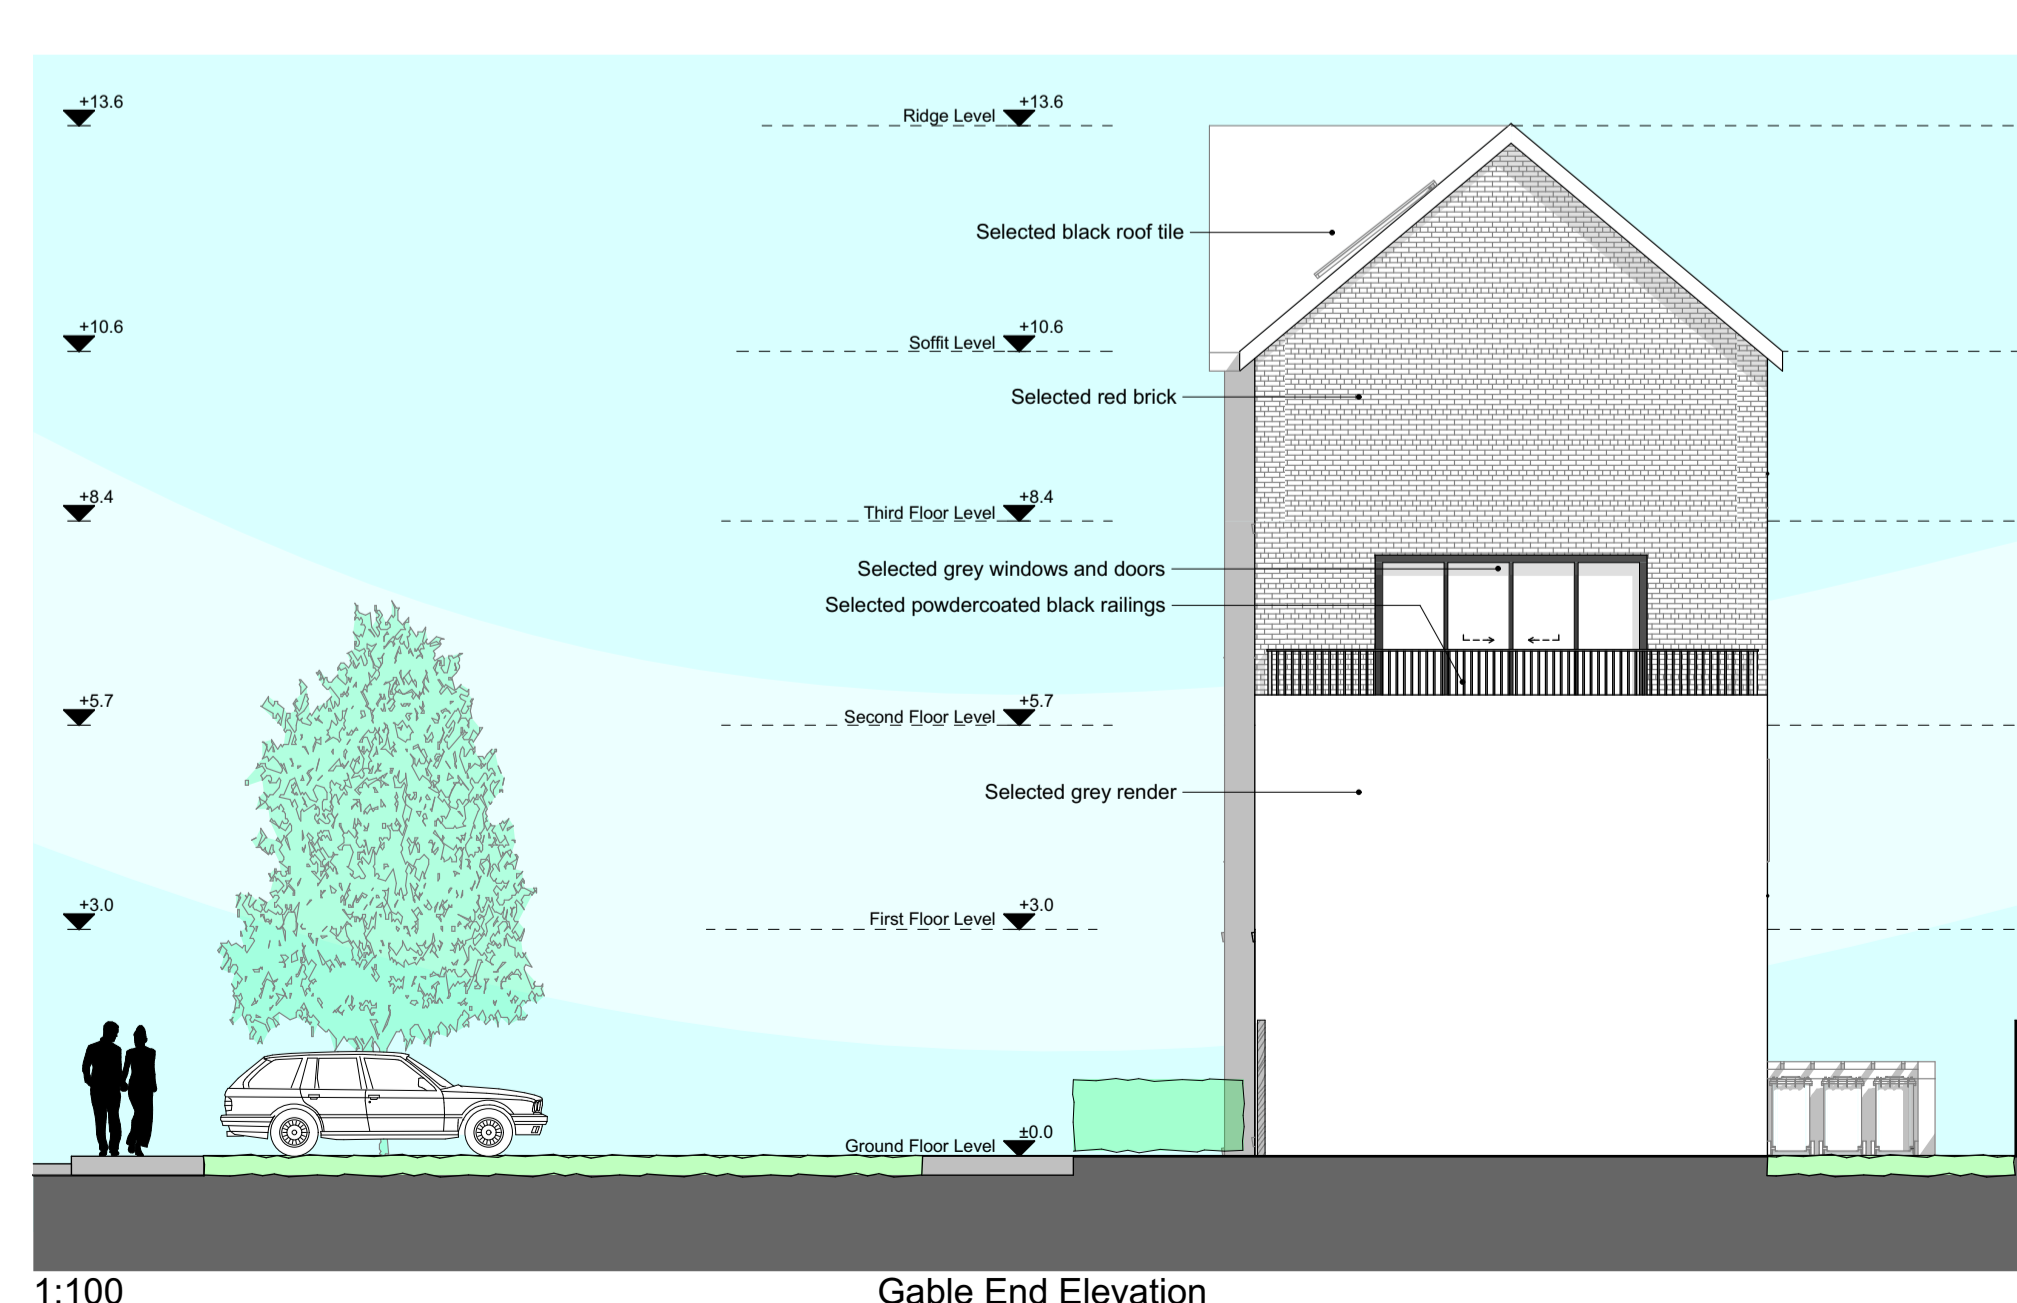 +13.6
Ridge Level +13.6
Selected black roof tile
+10.6
Soffit Level +10.6
Selected red brick
+8.4
Third Floor Level +8.4
Selected grey windows and doors
Selected powdercoated black railings
+5.7
Second Floor Level +5.7
Selected grey render
+3.0
First Floor Level +3.0
Ground Floor Level ±0.0
1:100
Gable End Elevation